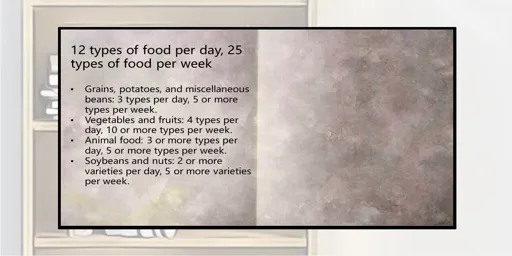 12 types of food per day, 25
types of food per week
• Grains, potatoes, and miscellaneous
beans: 3 types per day, 5 or more
types per week.
• Vegetables and fruits: 4 types per
day, 10 or more types per week.
• Animal food: 3 or more types per
day, 5 or more types per week.
• Soybeans and nuts: 2 or more
varieties per day, 5 or more varieties
per week.